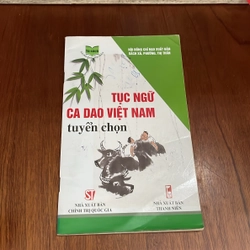 HỘI ĐỒNG CHỈ ĐẠO XUẤT BẢN
SÁCH XÃ, PHƯỜNG, THỊ TRẤN
TỤC NGỮ
CA DAO VIỆT NAM
tuyển chọn
NHÀ XUẤT BẢN
CHÍNH TRỊ QUỐC GIA
NHÀ XUẤT BẢN
THANH NIÊN